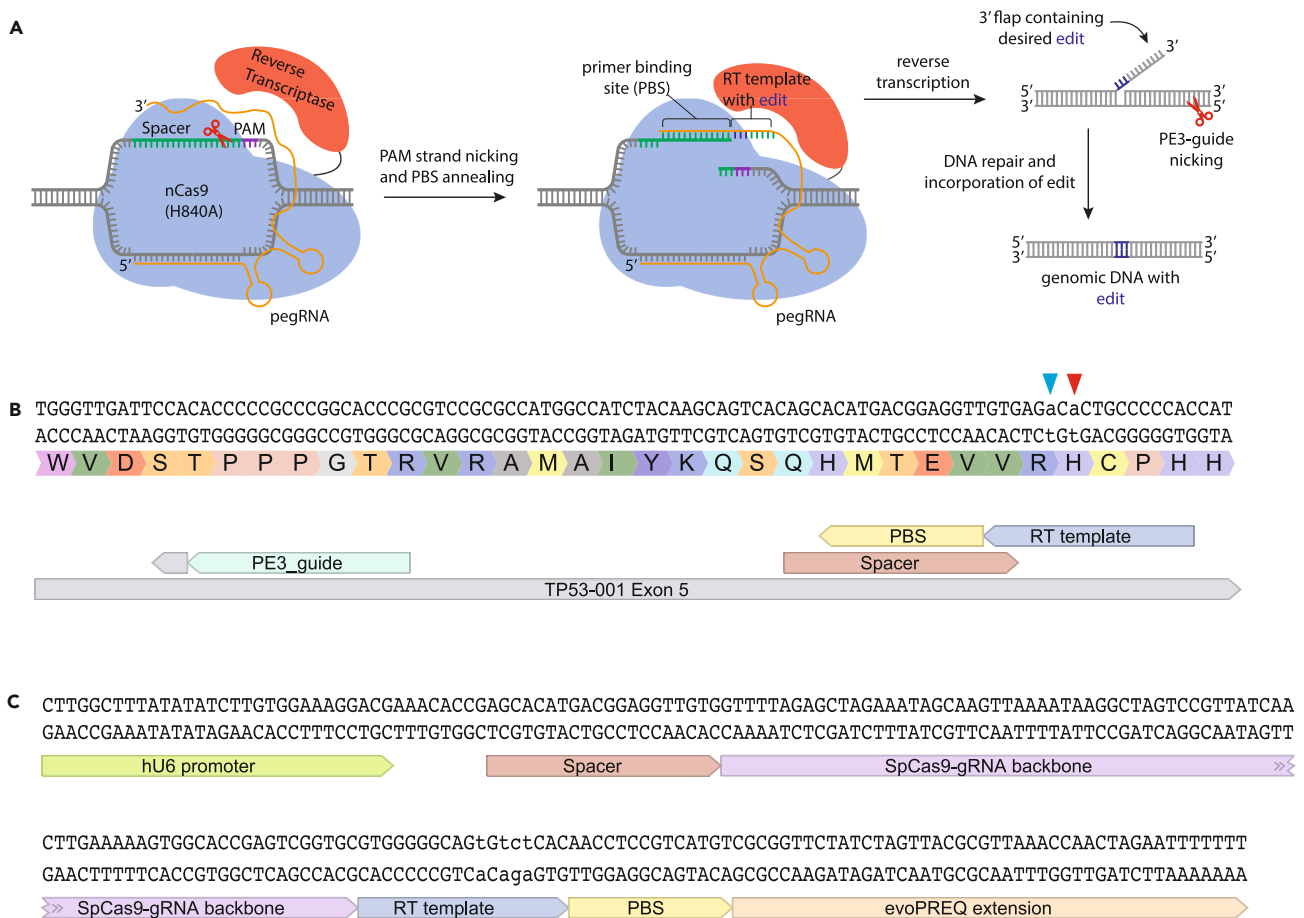 A
Reverse
Transcriptase
3′
Spacer
PAM
nCas9
(H840A)
5′
pegRNA
PAM strand nicking
and PBS annealing
primer binding
site (PBS)
RT template
with edit
5′
pegRNA
reverse
transcription
3′ flap containing
desired edit
3′
5′
3′
3′
5′
PE3-guide
nicking
DNA repair and
incorporation of edit
5′
3′
3′
5′
genomic DNA with
edit
B
TGGGTTGATTCCACACCCCCGCCCGGCACCCGCGTCCGCGCCATGGCCATCTACAAGCAGTCACAGCACATGACGGAGGTTGTGAGaCaCTGCCCCCACCAT
ACCCAACTAAGGTGTGGGGGCGGGCCGTGGGCGCAGGCGCGGTACCGGTAGATGTTCGTCAGTGTCGTGTACTGCCTCCAACACTCtGtGACGGGGGTGGTA
W V D S T P P P G T R V R A M A I Y K Q S Q H M T E V V R H C P H H
PBS
RT template
PE3_guide
Spacer
TP53-001 Exon 5
C
CTTGGCTTTATATATCTTGTGGAAAGGACGAAACACCGAGCACATGACGGAGGTTGTGGTTTTAGAGCTAGAAATAGCAAGTTAAAATAAGGCTAGTCCGTTATCAA
GAACCGAAATATATAGAACACCTTTCCTGCTTTGTGGCTCGTGTACTGCCTCCAACACCAAAATCTCGATCTTTATCGTTCAATTTTATTCCGATCAGGCAATAGTT
hU6 promoter
Spacer
SpCas9-gRNA backbone
CTTGAAAAAGTGGCACCGAGTCGGTGCGTGGGGGCAGtGtctCACAACCTCCGTCATGTCGCGGTTCTATCTAGTTACGCGTTAAACCAACTAGAATTTTTTT
GAACTTTTTCACCGTGGCTCAGCCACGCACCCCCGTCaCagaGTGTTGGAGGCAGTACAGCGCCAAGATAGATCAATGCGCAATTTGGTTGATCTTAAAAAAA
SpCas9-gRNA backbone
RT template
PBS
evoPREQ extension